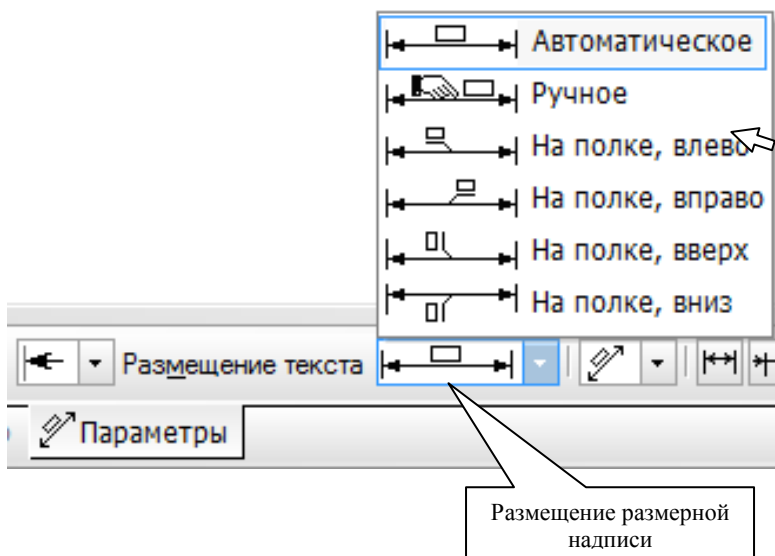 Автоматическое
Ручное
На полке, влево
На полке, вправо
На полке, вверх
На полке, вниз
Размещение текста
Параметры
Размещение размерной
надписи